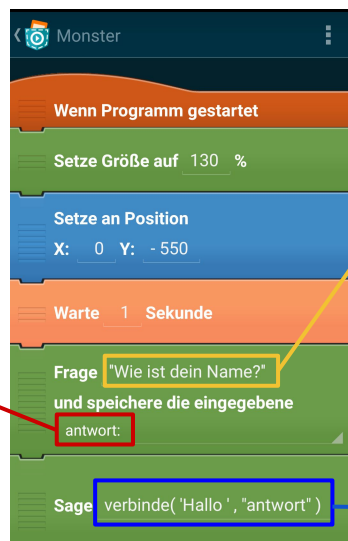 Monster
Wenn Programm gestartet
Setze Größe auf 130 %
Setze an Position
X: 0 Y: - 550
Warte 1 Sekunde
Frage "Wie ist dein Name?"
und speichere die eingegebene
antwort:
Sage verbinde( 'Hallo ' , "antwort" )